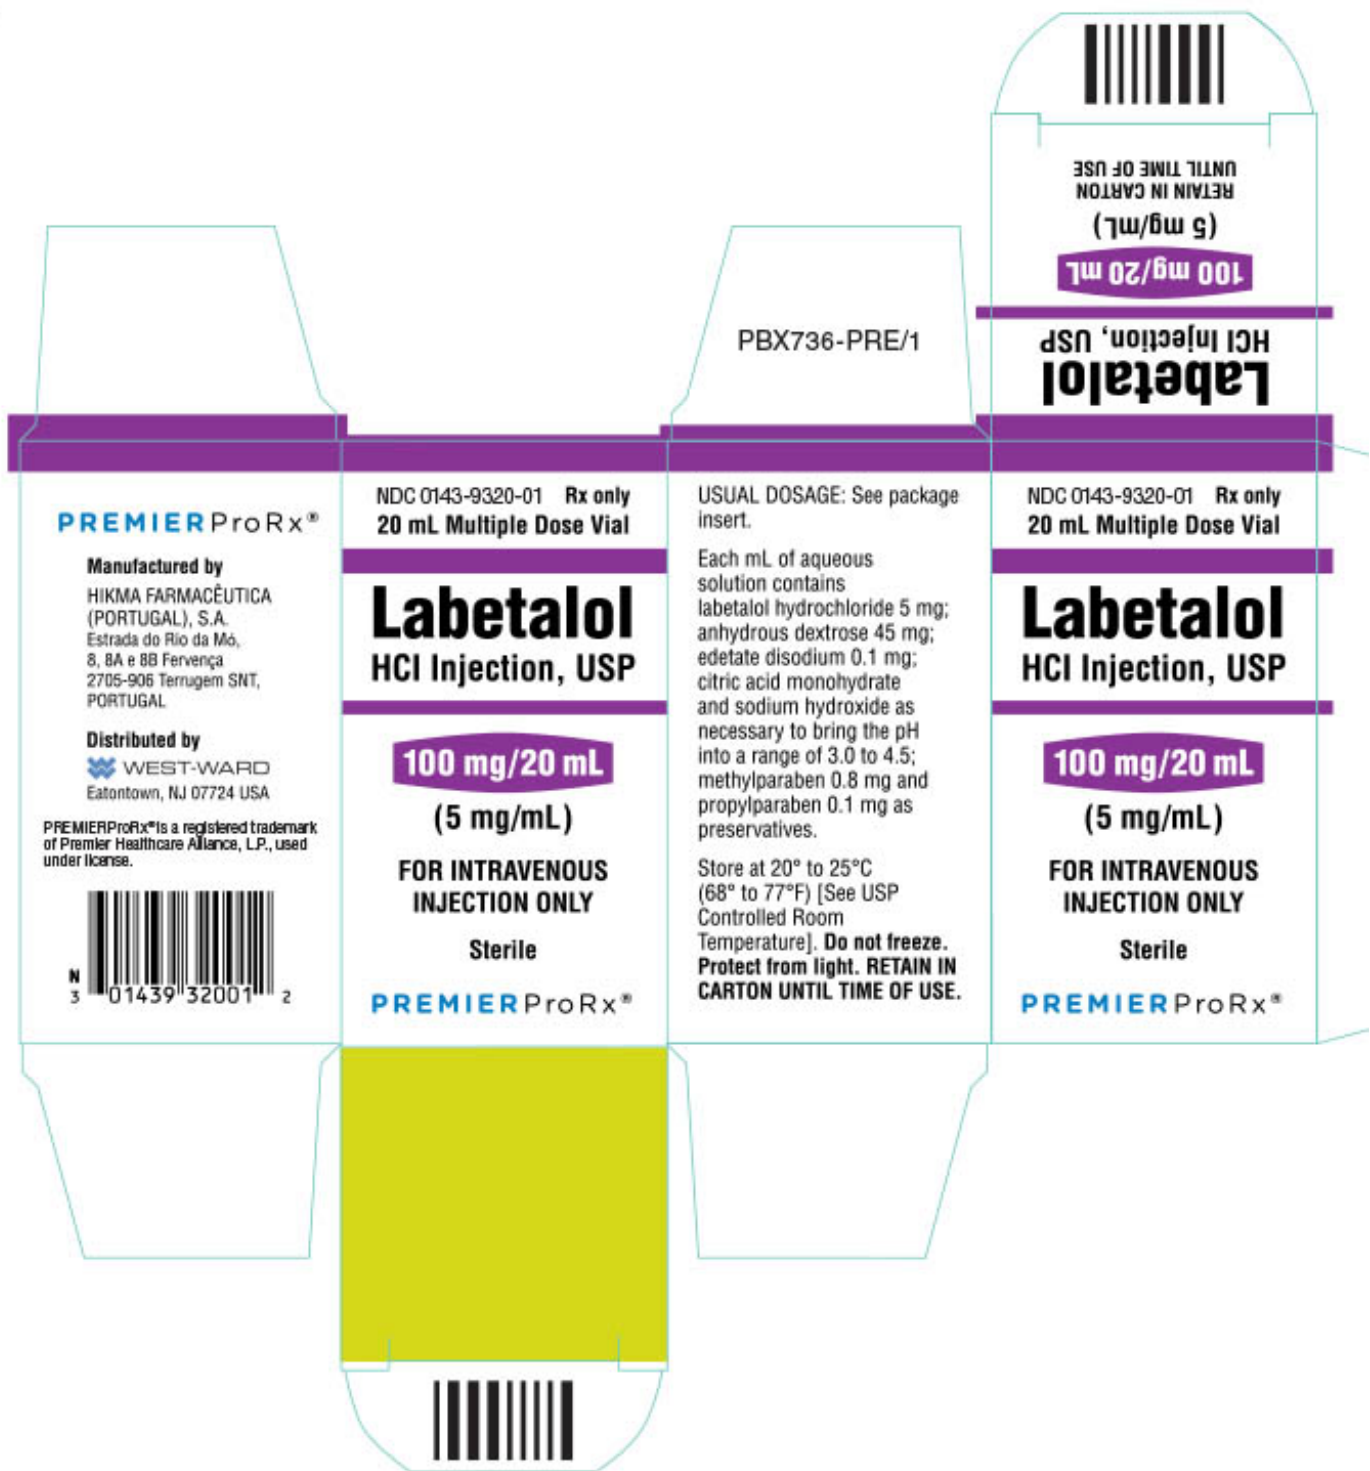 RETAIN IN CARTON
UNTIL TIME OF USE
(5 mg/mL)
100 mg/20 mL
Labetalol
HCI Injection, USP
PBX736-PRE/1
PREMIERProRx®
Manufactured by
HIKMA FARMACÊUTICA
(PORTUGAL), S.A.
Estrada do Rio da Mó,
8, 8A e 8B Fervença
2705-906 Terrugem SNT,
PORTUGAL
Distributed by
WEST-WARD
Eatontown, NJ 07724 USA
PREMIERProRx®is a registered trademark
of Premier Healthcare Alliance, L.P., used
under license.
N
3 01439 32001 2
NDC 0143-9320-01 Rx only
20 mL Multiple Dose Vial
Labetalol
HCI Injection, USP
100 mg/20 mL
(5 mg/mL)
FOR INTRAVENOUS
INJECTION ONLY
Sterile
PREMIERProRx®
USUAL DOSAGE: See package
insert.
Each mL of aqueous
solution contains
labetalol hydrochloride 5 mg;
anhydrous dextrose 45 mg;
edetate disodium 0.1 mg;
citric acid monohydrate
and sodium hydroxide as
necessary to bring the pH
into a range of 3.0 to 4.5;
methylparaben 0.8 mg and
propylparaben 0.1 mg as
preservatives.
Store at 20° to 25°C
(68° to 77°F) [See USP
Controlled Room
Temperature]. Do not freeze.
Protect from light. RETAIN IN
CARTON UNTIL TIME OF USE.
NDC 0143-9320-01 Rx only
20 mL Multiple Dose Vial
Labetalol
HCI Injection, USP
100 mg/20 mL
(5 mg/mL)
FOR INTRAVENOUS
INJECTION ONLY
Sterile
PREMIERProRx®